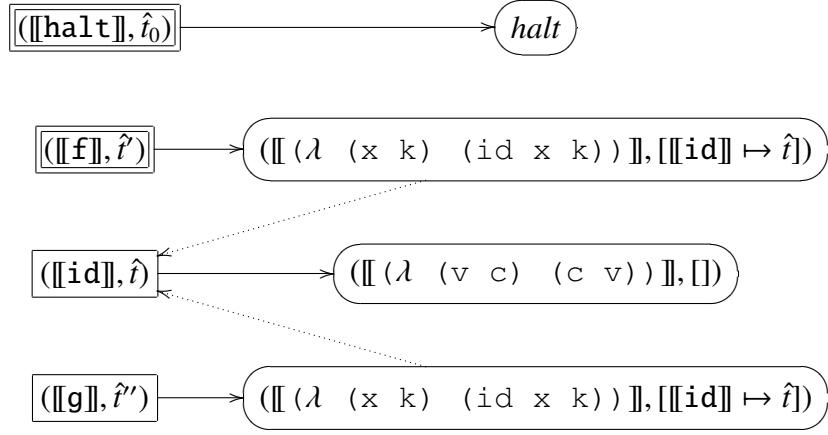 (⟦halt⟧, t̂₀) halt
(⟦f⟧, t̂′) (⟦(λ (x k) (id x k))⟧, [⟦id⟧ ↦ t̂])
(⟦id⟧, t̂) (⟦(λ (v c) (c v))⟧, [])
(⟦g⟧, t̂″) (⟦(λ (x k) (id x k))⟧, [⟦id⟧ ↦ t̂])